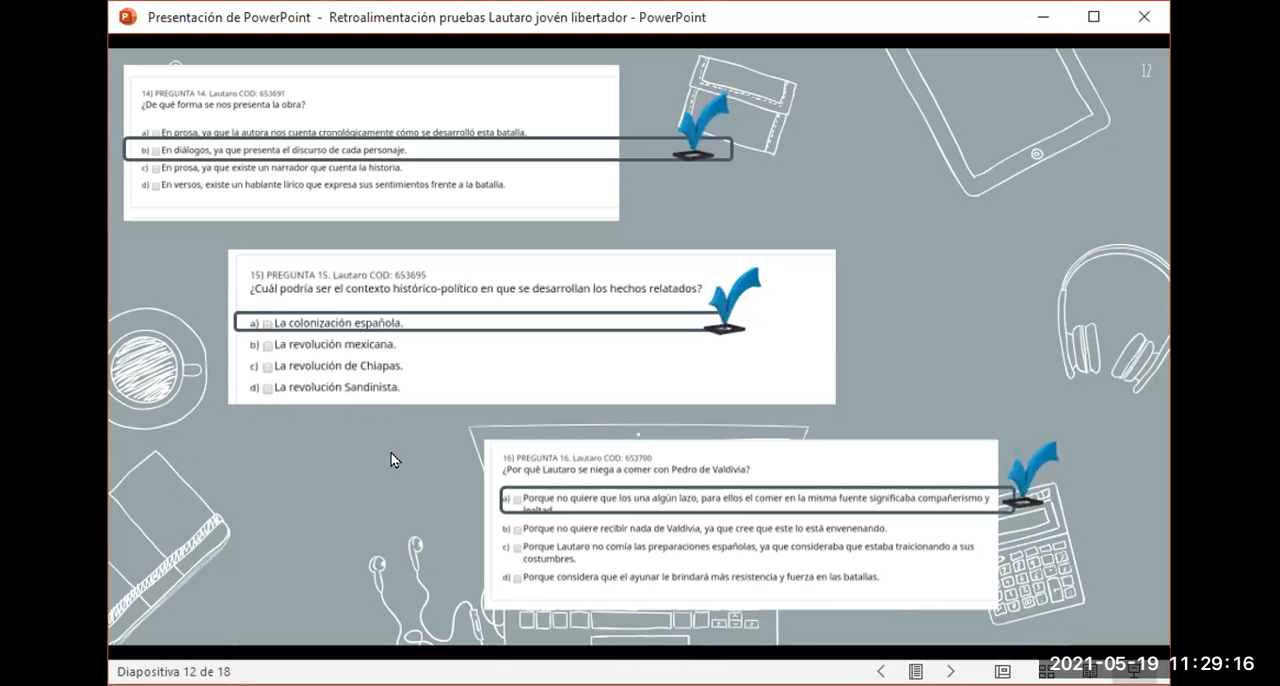 Presentación de PowerPoint - Retroalimentación pruebas Lautaro jovén libertador - PowerPoint
12
14) PREGUNTA 14. Lautaro COD: 653691
¿De qué forma se nos presenta la obra?
a) En prosa, ya que la autora nos cuenta cronológicamente cómo se desarrolló esta batalla.
b) En diálogos, ya que presenta el discurso de cada personaje.
c) En prosa, ya que existe un narrador que cuenta la historia.
d) En versos, existe un hablante lírico que expresa sus sentimientos frente a la batalla.
15) PREGUNTA 15. Lautaro COD: 653695
¿Cuál podría ser el contexto histórico-político en que se desarrollan los hechos relatados?
a) La colonización española.
b) La revolución mexicana.
c) La revolución de Chiapas.
d) La revolución Sandinista.
16) PREGUNTA 16. Lautaro COD: 653700
¿Por qué Lautaro se niega a comer con Pedro de Valdivia?
a) Porque no quiere que los una algún lazo, para ellos el comer en la misma fuente significaba compañerismo y
lealtad.
b) Porque no quiere recibir nada de Valdivia, ya que cree que este lo está envenenando.
c) Porque Lautaro no comía las preparaciones españolas, ya que consideraba que estaba traicionando a sus
costumbres.
d) Porque considera que el ayunar le brindará más resistencia y fuerza en las batallas.
Diapositiva 12 de 18
2021-05-19 11:29:16